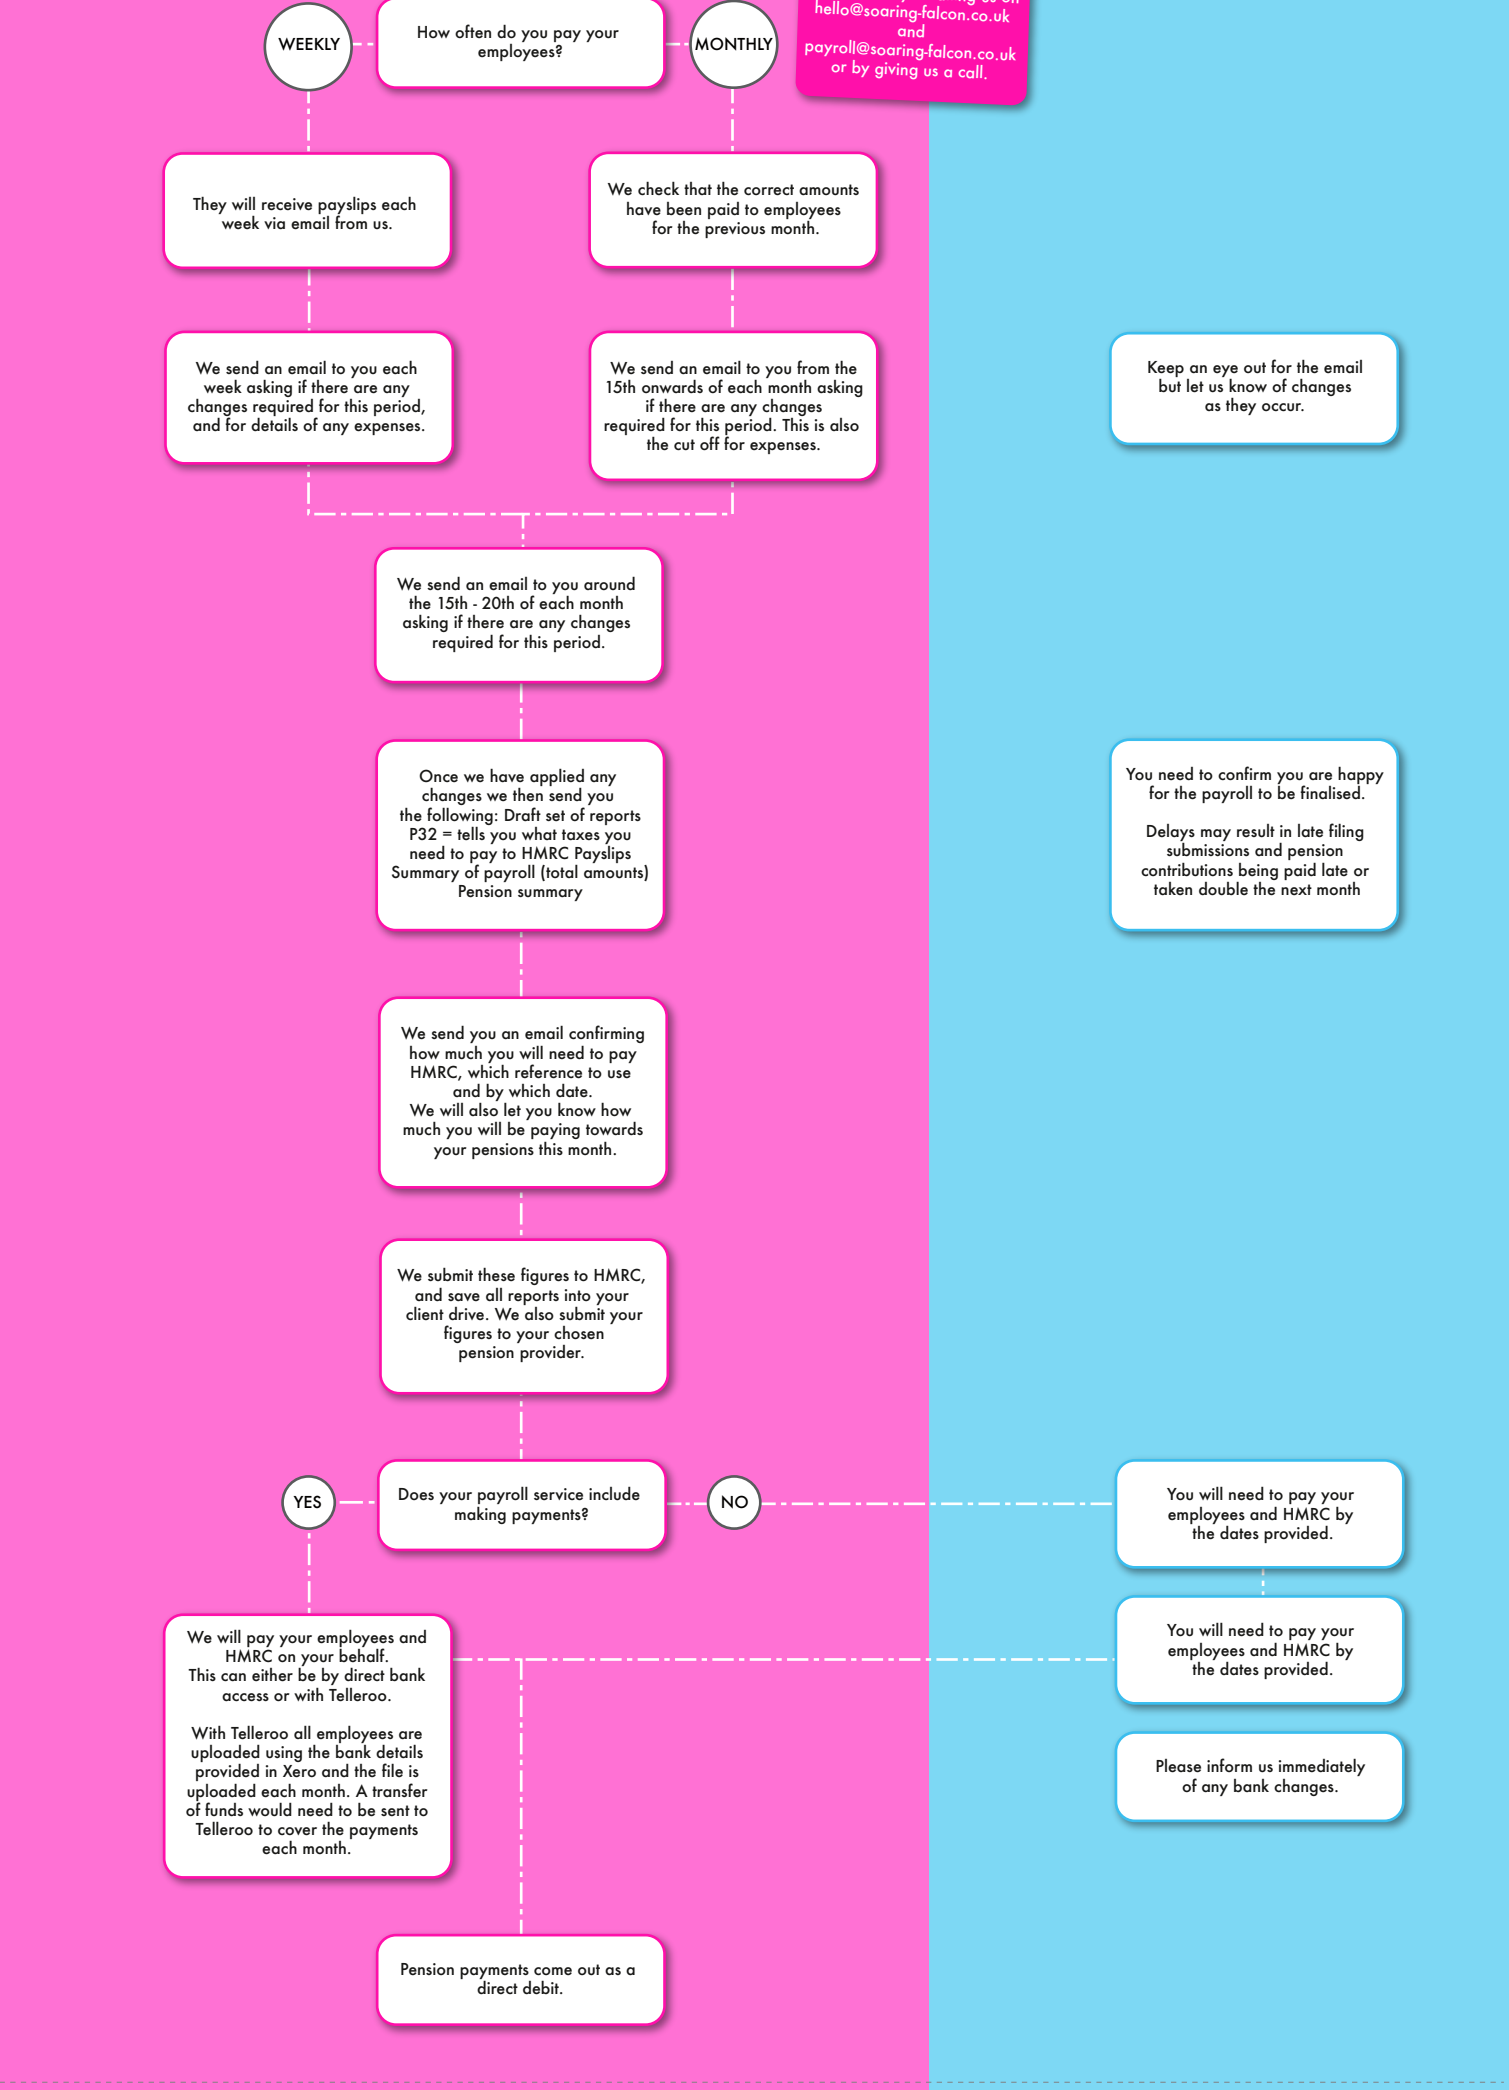 hello@soaring-falcon.co.uk
and
payroll@soaring-falcon.co.uk
or by giving us a call.
WEEKLY
How often do you pay your
employees?
MONTHLY
They will receive payslips each
week via email from us.
We check that the correct amounts
have been paid to employees
for the previous month.
We send an email to you each
week asking if there are any
changes required for this period,
and for details of any expenses.
We send an email to you from the
15th onwards of each month asking
if there are any changes
required for this period. This is also
the cut off for expenses.
Keep an eye out for the email
but let us know of changes
as they occur.
We send an email to you around
the 15th - 20th of each month
asking if there are any changes
required for this period.
Once we have applied any
changes we then send you
the following: Draft set of reports
P32 = tells you what taxes you
need to pay to HMRC Payslips
Summary of payroll (total amounts)
Pension summary
You need to confirm you are happy
for the payroll to be finalised.
Delays may result in late filing
submissions and pension
contributions being paid late or
taken double the next month
We send you an email confirming
how much you will need to pay
HMRC, which reference to use
and by which date.
We will also let you know how
much you will be paying towards
your pensions this month.
We submit these figures to HMRC,
and save all reports into your
client drive. We also submit your
figures to your chosen
pension provider.
YES
Does your payroll service include
making payments?
NO
You will need to pay your
employees and HMRC by
the dates provided.
We will pay your employees and
HMRC on your behalf.
This can either be by direct bank
access or with Telleroo.
With Telleroo all employees are
uploaded using the bank details
provided in Xero and the file is
uploaded each month. A transfer
of funds would need to be sent to
Telleroo to cover the payments
each month.
You will need to pay your
employees and HMRC by
the dates provided.
Please inform us immediately
of any bank changes.
Pension payments come out as a
direct debit.